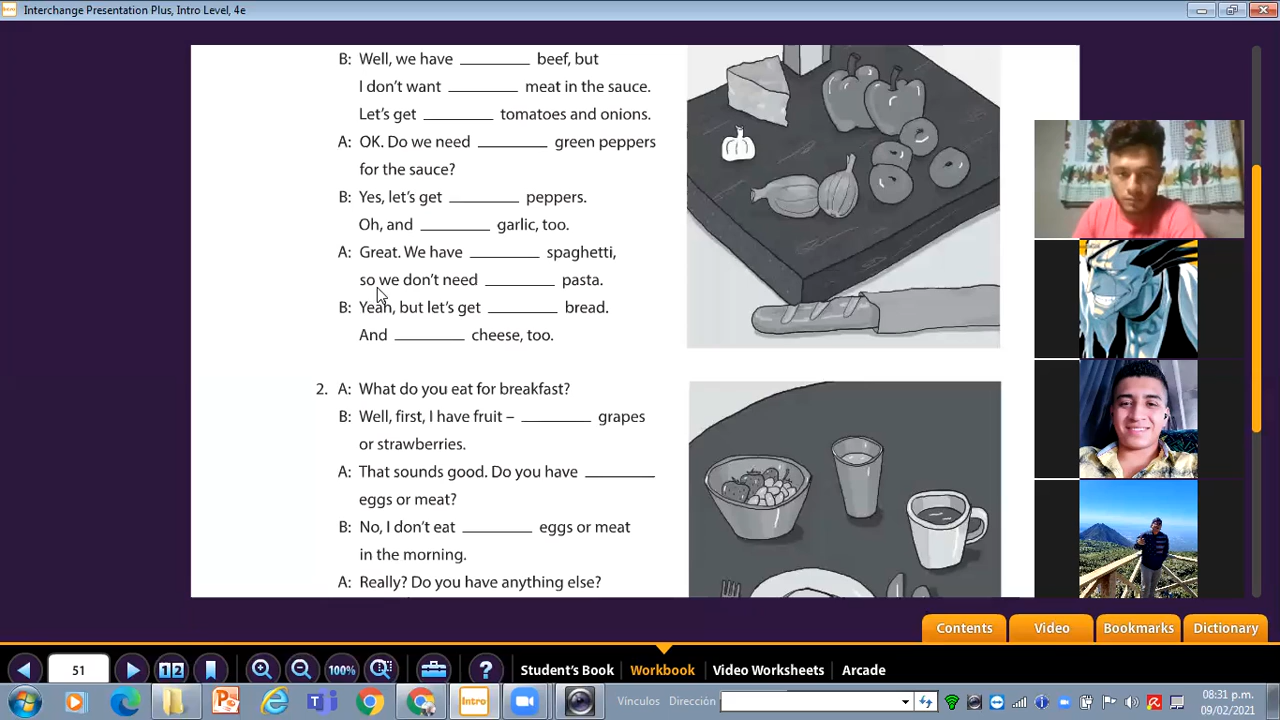 Interchange Presentation Plus, Intro Level, 4e
B: Well, we have ________ beef, but
I don't want ________ meat in the sauce.
Let's get ________ tomatoes and onions.
A: OK. Do we need ________ green peppers
for the sauce?
B: Yes, let's get ________ peppers.
Oh, and ________ garlic, too.
A: Great. We have ________ spaghetti,
so we don't need ________ pasta.
B: Yeah, but let's get ________ bread.
And ________ cheese, too.
2. A: What do you eat for breakfast?
B: Well, first, I have fruit – ________ grapes
or strawberries.
A: That sounds good. Do you have ________
eggs or meat?
B: No, I don't eat ________ eggs or meat
in the morning.
A: Really? Do you have anything else?
Contents Video Bookmarks Dictionary
51 12 100% ? Student's Book Workbook Video Worksheets Arcade
Intro Vínculos Dirección 08:31 p.m.
09/02/2021